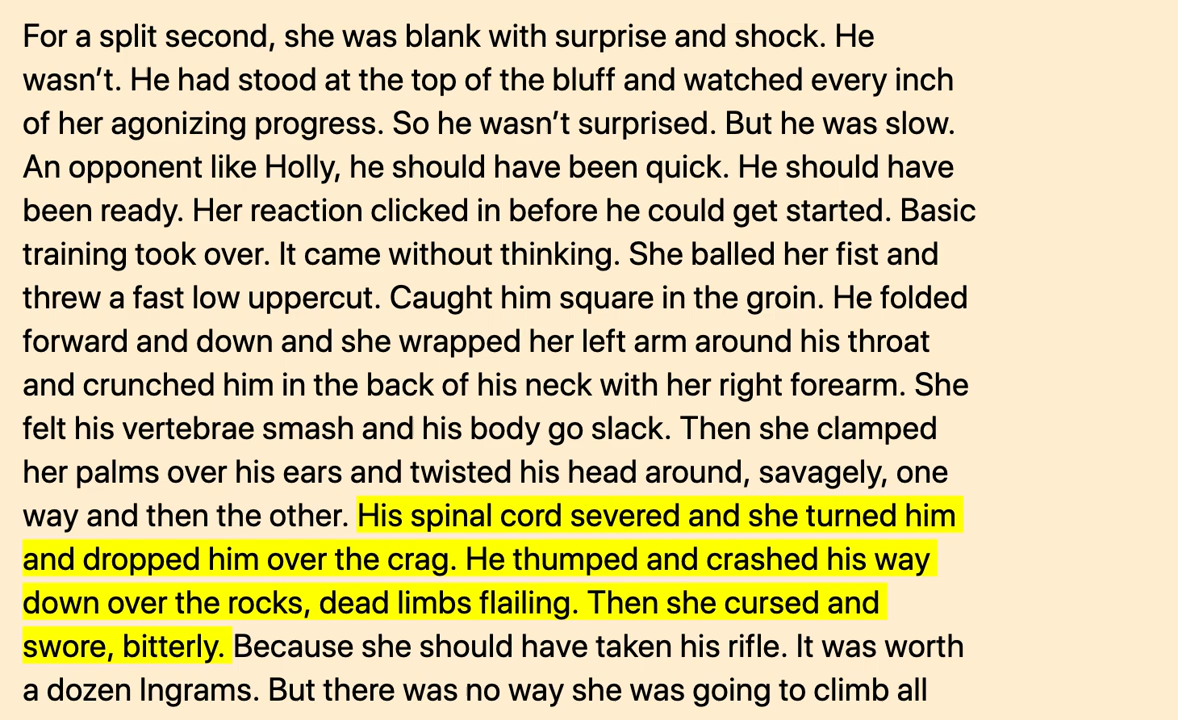 For a split second, she was blank with surprise and shock. He
wasn’t. He had stood at the top of the bluff and watched every inch
of her agonizing progress. So he wasn’t surprised. But he was slow.
An opponent like Holly, he should have been quick. He should have
been ready. Her reaction clicked in before he could get started. Basic
training took over. It came without thinking. She balled her fist and
threw a fast low uppercut. Caught him square in the groin. He folded
forward and down and she wrapped her left arm around his throat
and crunched him in the back of his neck with her right forearm. She
felt his vertebrae smash and his body go slack. Then she clamped
her palms over his ears and twisted his head around, savagely, one
way and then the other. His spinal cord severed and she turned him
and dropped him over the crag. He thumped and crashed his way
down over the rocks, dead limbs flailing. Then she cursed and
swore, bitterly. Because she should have taken his rifle. It was worth
a dozen Ingrams. But there was no way she was going to climb all